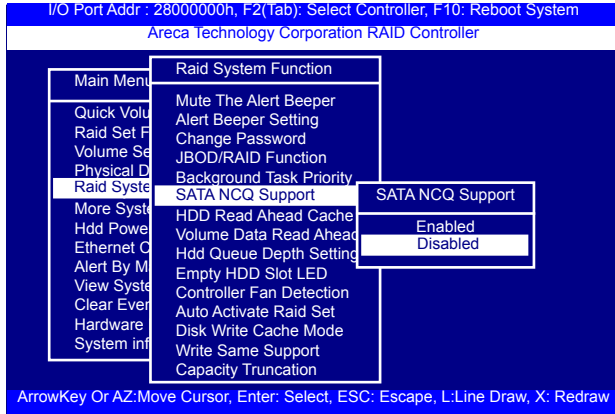 I/O Port Addr : 28000000h, F2(Tab): Select Controller, F10: Reboot System
Areca Technology Corporation RAID Controller
Main Menu
Quick Volu
Raid Set F
Volume Se
Physical D
Raid Syste
More Syste
Hdd Powe
Ethernet C
Alert By M
View Syste
Clear Even
Hardware
System inf
Raid System Function
Mute The Alert Beeper
Alert Beeper Setting
Change Password
JBOD/RAID Function
Background Task Priority
SATA NCQ Support
HDD Read Ahead Cache
Volume Data Read Ahead
Hdd Queue Depth Setting
Empty HDD Slot LED
Controller Fan Detection
Auto Activate Raid Set
Disk Write Cache Mode
Write Same Support
Capacity Truncation
SATA NCQ Support
Enabled
Disabled
ArrowKey Or AZ:Move Cursor, Enter: Select, ESC: Escape, L:Line Draw, X: Redraw